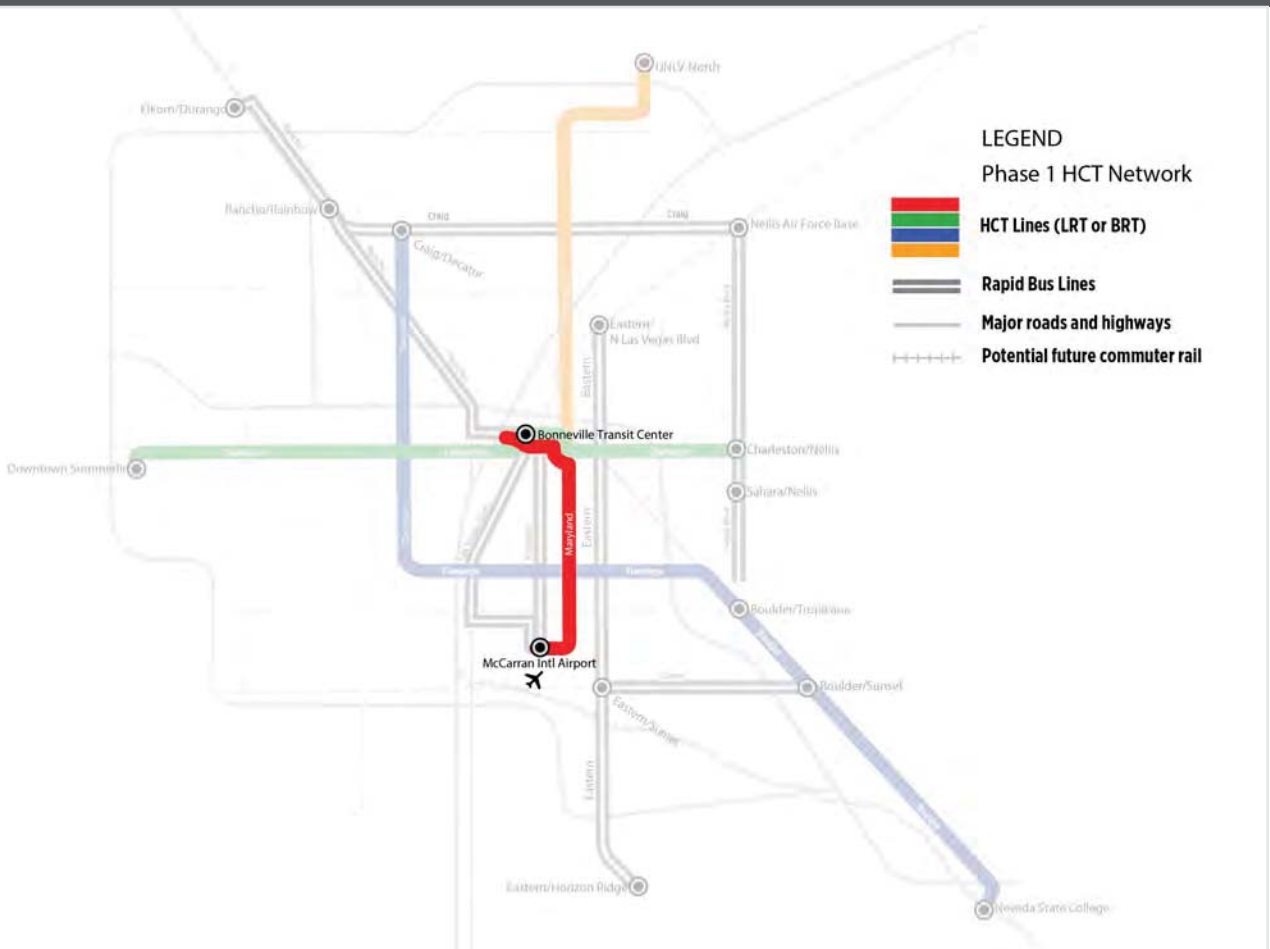 UNLV North
Elkorn/Durango
LEGEND
Phase 1 HCT Network
HCT Lines (LRT or BRT)
Rapid Bus Lines
Major roads and highways
Potential future commuter rail
Rancho/Rainbow
Craig
Craig
Nellis Air Force Base
Craig/Decatur
Eastern/
N Las Vegas Blvd
Eastern
Bonneville Transit Center
Charleston/Nellis
Downtown Summerlin
Sahara/Nellis
Maryland
Eastern
Boulder/Tropicana
McCarran Intl Airport
Boulder/Sunset
Eastern/Sunset
Eastern
Eastern/Horizon Ridge
Nevada State College